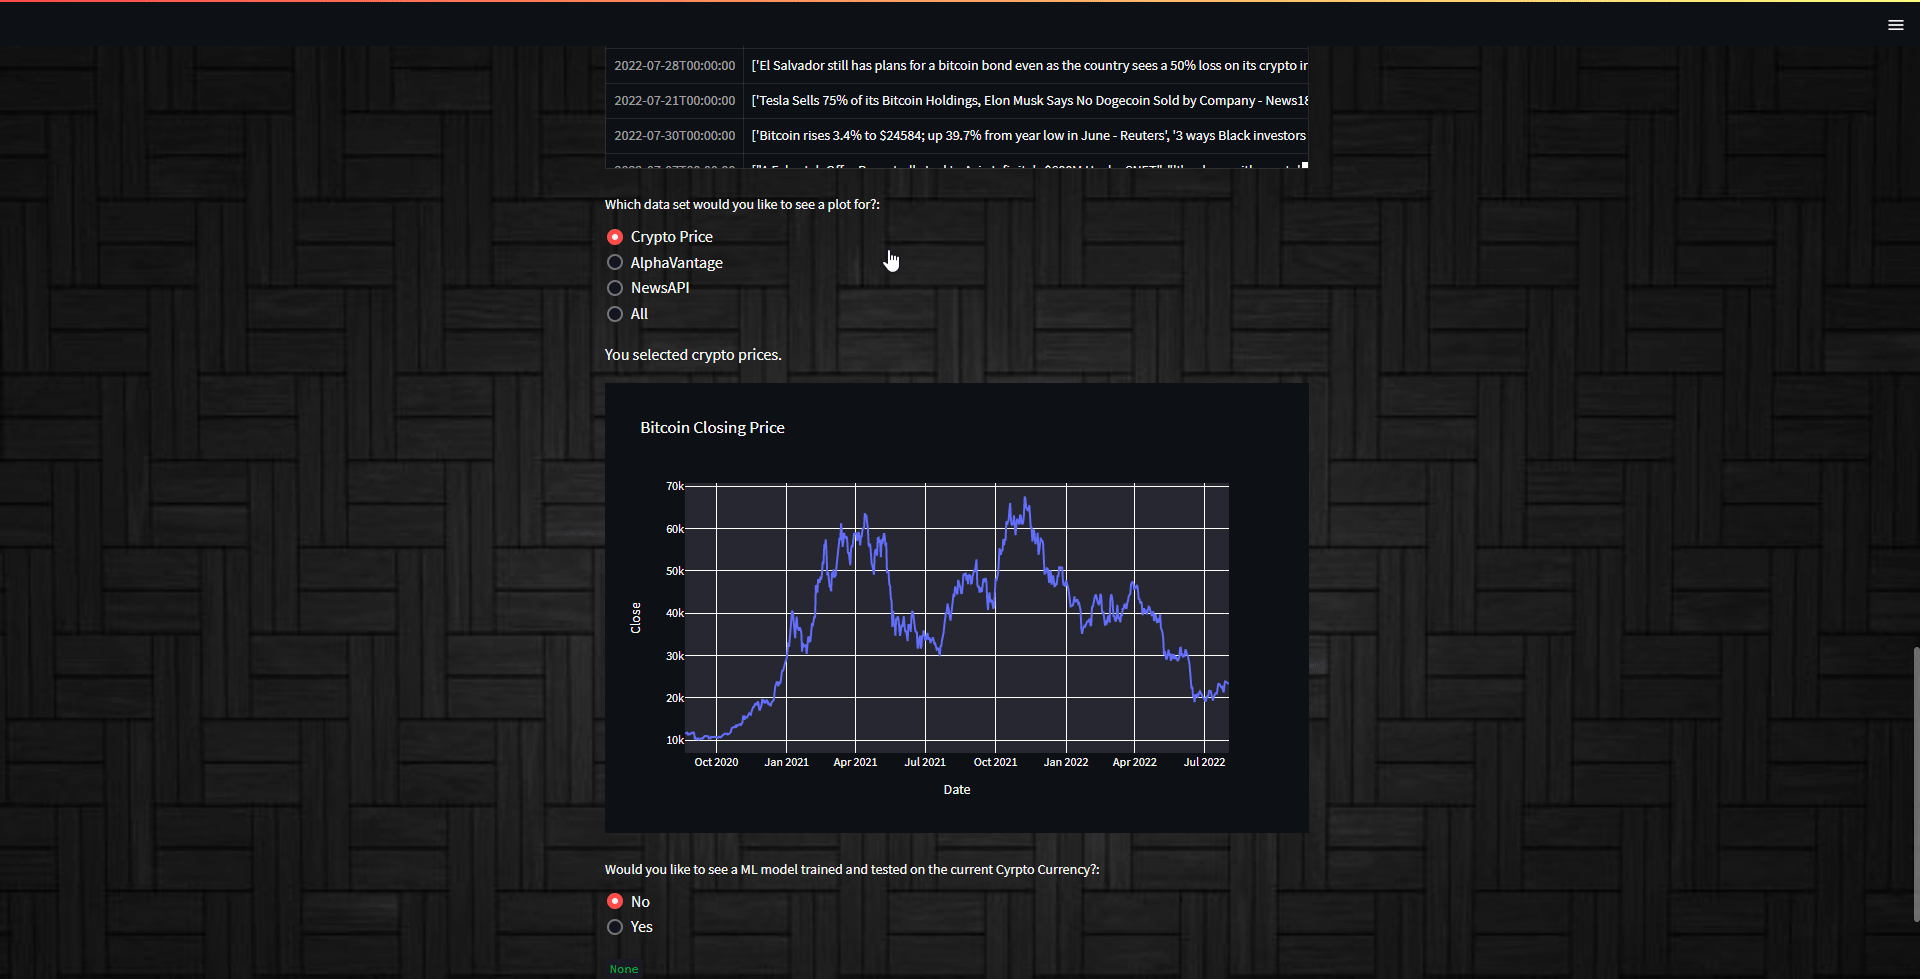 2022-07-28T00:00:00 ['El Salvador still has plans for a bitcoin bond even as the country sees a 50% loss on its crypto
2022-07-21T00:00:00 ['Tesla Sells 75% of its Bitcoin Holdings, Elon Musk Says No Dogecoin Sold by Company - News18
2022-07-30T00:00:00 ['Bitcoin rises 3.4% to $24584; up 39.7% from year low in June - Reuters', '3 ways Black investors
Which data set would you like to see a plot for?:
Crypto Price
AlphaVantage
NewsAPI
All
You selected crypto prices.
Bitcoin Closing Price
70k
60k
50k
40k
30k
20k
10k
Close
Oct 2020 Jan 2021 Apr 2021 Jul 2021 Oct 2021 Jan 2022 Apr 2022 Jul 2022
Date
Would you like to see a ML model trained and tested on the current Cyrpto Currency?:
No
Yes
None